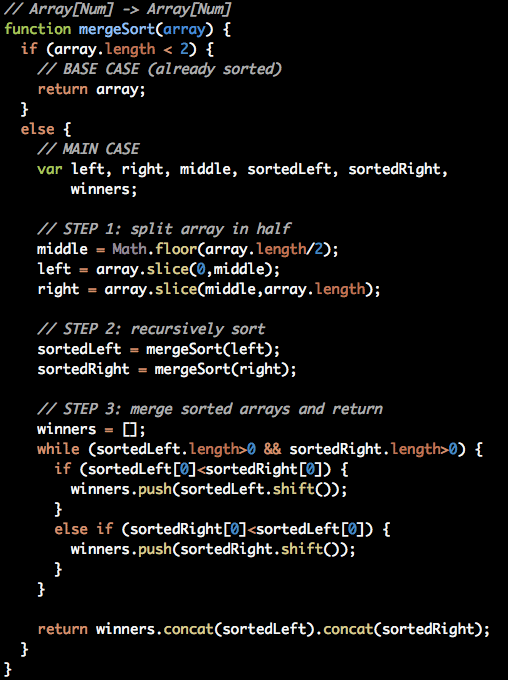 // Array[Num] -> Array[Num]
function mergeSort(array) {
  if (array.length < 2) {
    // BASE CASE (already sorted)
    return array;
  }
  else {
    // MAIN CASE
    var left, right, middle, sortedLeft, sortedRight,
        winners;

    // STEP 1: split array in half
    middle = Math.floor(array.length/2);
    left = array.slice(0,middle);
    right = array.slice(middle,array.length);

    // STEP 2: recursively sort
    sortedLeft = mergeSort(left);
    sortedRight = mergeSort(right);

    // STEP 3: merge sorted arrays and return
    winners = [];
    while (sortedLeft.length>0 && sortedRight.length>0) {
      if (sortedLeft[0]<sortedRight[0]) {
        winners.push(sortedLeft.shift());
      }
      else if (sortedRight[0]<sortedLeft[0]) {
        winners.push(sortedRight.shift());
      }
    }

    return winners.concat(sortedLeft).concat(sortedRight);
  }
}